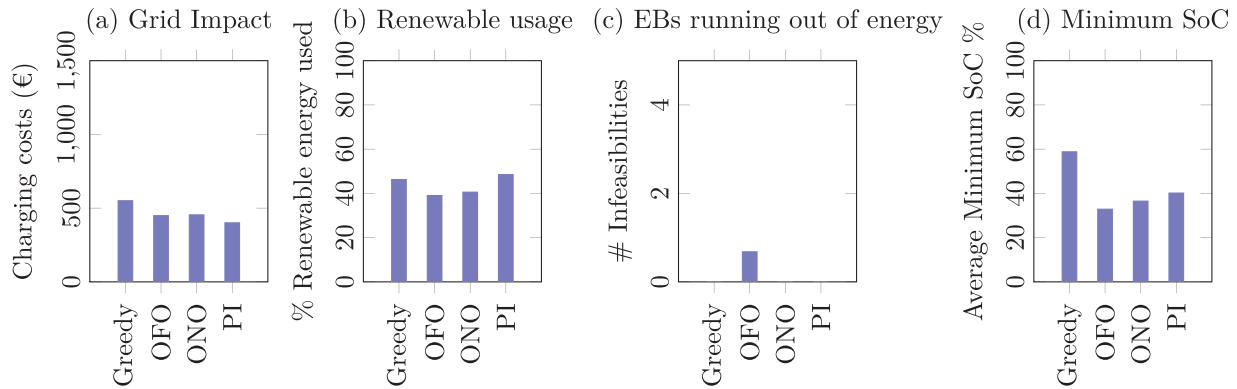 (a) Grid Impact
Charging costs (€)
0
500
1,000
1,500
Greedy
OFO
ONO
PI
(b) Renewable usage
% Renewable energy used
0
20
40
60
80
100
Greedy
OFO
ONO
PI
(c) EBs running out of energy
# Infeasibilities
0
2
4
Greedy
OFO
ONO
PI
(d) Minimum SoC
Average Minimum SoC %
0
20
40
60
80
100
Greedy
OFO
ONO
PI